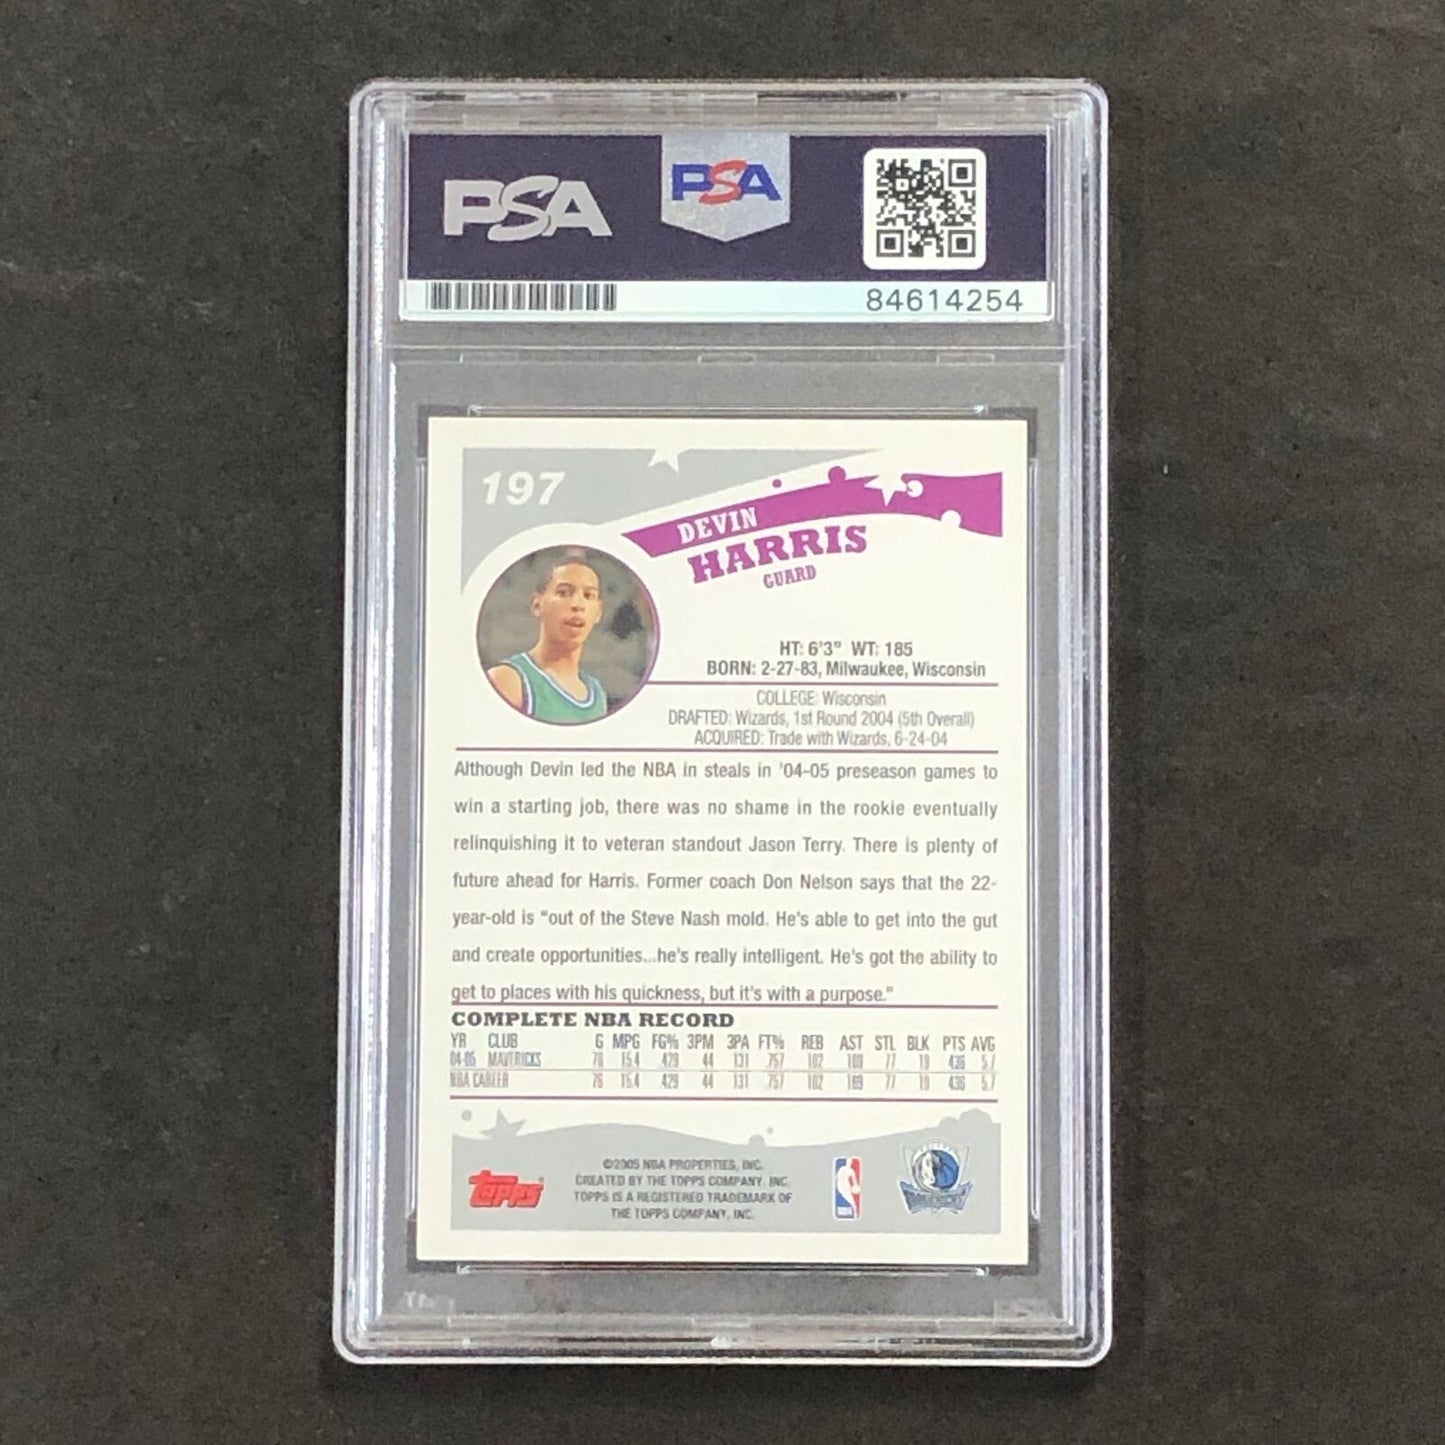 PSA
PSA
84614254
197
DEVIN
HARRIS
GUARD
HT: 6'3" WT: 185
BORN: 2-27-83, Milwaukee, Wisconsin
COLLEGE: Wisconsin
DRAFTED: Wizards, 1st Round 2004 (5th Overall)
ACQUIRED: Trade with Wizards, 6-24-04
Although Devin led the NBA in steals in '04-05 preseason games to
win a starting job, there was no shame in the rookie eventually
relinquishing it to veteran standout Jason Terry. There is plenty of
future ahead for Harris. Former coach Don Nelson says that the 22-
year-old is "out of the Steve Nash mold. He's able to get into the gut
and create opportunities...he's really intelligent. He's got the ability to
get to places with his quickness, but it's with a purpose."
COMPLETE NBA RECORD
YR CLUB G MPG FG% 3PM 3PA FT% REB AST STL BLK PTS AVG
04-05 MAVERICKS 76 15.4 .429 44 131 .757 102 169 77 19 436 5.7
NBA CAREER 76 15.4 .429 44 131 .757 102 169 77 19 436 5.7
Topps
©2005 NBA PROPERTIES, INC.
CREATED BY THE TOPPS COMPANY, INC.
TOPPS IS A REGISTERED TRADEMARK OF
THE TOPPS COMPANY, INC.
NBA